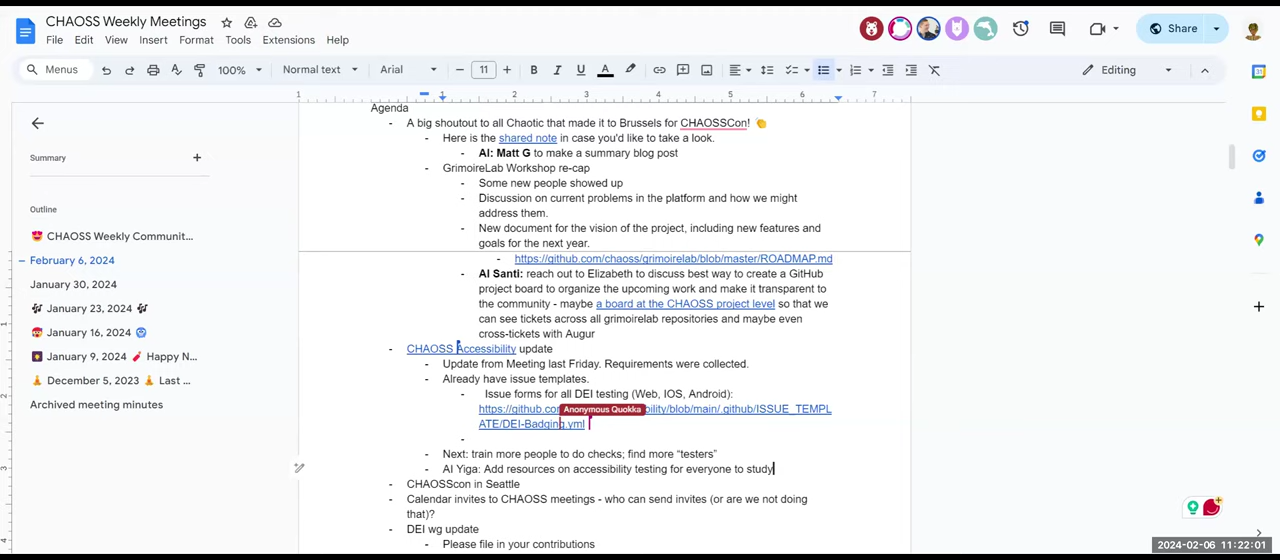 CHAOSS Weekly Meetings
File Edit View Insert Format Tools Extensions Help
Share
Menus
100%
Normal text
Arial
11
B I U A
Editing
1 1 2 3 4 5 6 7
Summary
Outline
CHAOSS Weekly Communit...
February 6, 2024
January 30, 2024
January 23, 2024
January 16, 2024
January 9, 2024 Happy N...
December 5, 2023 Last ...
Archived meeting minutes
Agenda
- A big shoutout to all Chaotic that made it to Brussels for CHAOSSCon! 👏
- Here is the shared note in case you'd like to take a look.
- AI: Matt G to make a summary blog post
- GrimoireLab Workshop re-cap
- Some new people showed up
- Discussion on current problems in the platform and how we might
address them.
- New document for the vision of the project, including new features and
goals for the next year.
- https://github.com/chaoss/grimoirelab/blob/master/ROADMAP.md
- AI Santi: reach out to Elizabeth to discuss best way to create a GitHub
project board to organize the upcoming work and make it transparent to
the community - maybe a board at the CHAOSS project level so that we
can see tickets across all grimoirelab repositories and maybe even
cross-tickets with Augur
- CHAOSS Accessibility update
- Update from Meeting last Friday. Requirements were collected.
- Already have issue templates.
- Issue forms for all DEI testing (Web, IOS, Android):
https://github.co Anonymous Quokka bility/blob/main/.github/ISSUE_TEMPL
ATE/DEI-Badging.yml
-
- Next: train more people to do checks; find more “testers”
- AI Yiga: Add resources on accessibility testing for everyone to study
- CHAOSScon in Seattle
- Calendar invites to CHAOSS meetings - who can send invites (or are we not doing
that)?
- DEI wg update
- Please file in your contributions
1
2
3
4
2024-02-06 11:22:01